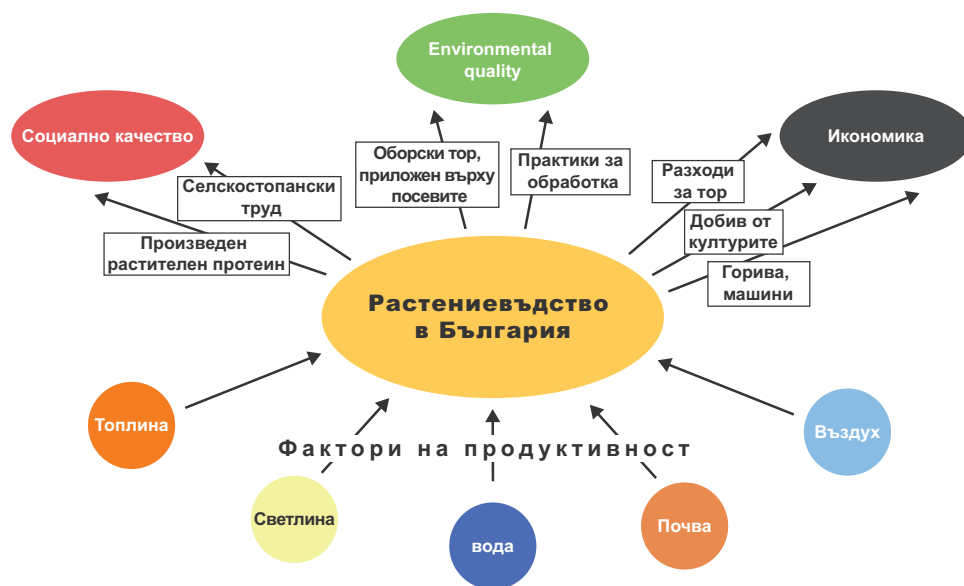 Environmental
quality
Социално качество
Икономика
Оборски тор,
приложен върху
посевите
Практики за
обработка
Разходи
за тор
Селскостопански
труд
Добив от
културите
Произведен
растителен протеин
Горива,
машини
Растениевъдство
в България
Топлина
Въздух
Фактори на продуктивност
Светлина
вода
Почва